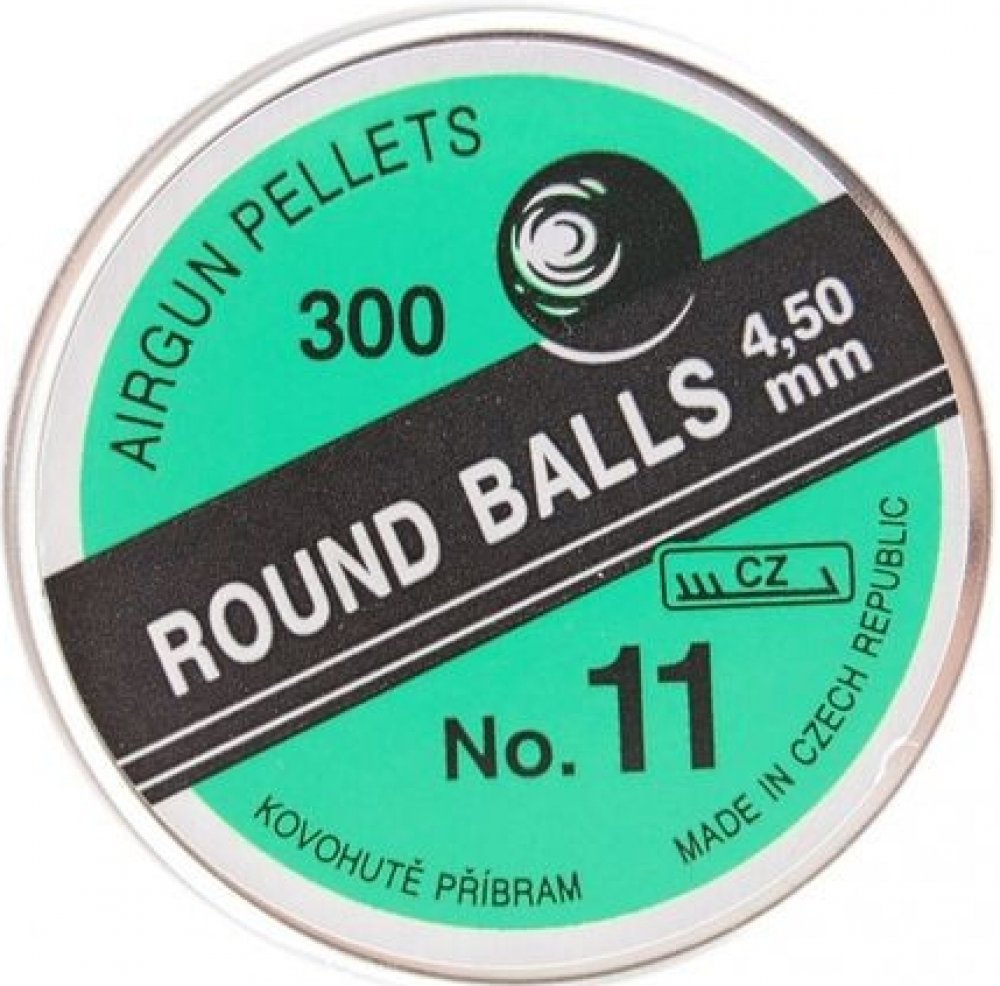 AIRGUN PELLETS
300
ROUND BALLS
4,50
mm
CZ
No. 11
KOVOHUTĚ PŘÍBRAM
MADE IN CZECH REPUBLIC